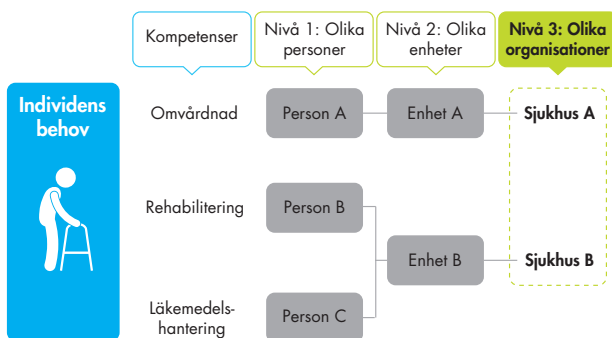 Kompetenser
Nivå 1: Olika
personer
Nivå 2: Olika
enheter
Nivå 3: Olika
organisationer
Individens
behov
Omvårdnad
Person A
Enhet A
Sjukhus A
Rehabilitering
Person B
Enhet B
Sjukhus B
Läkemedels-
hantering
Person C